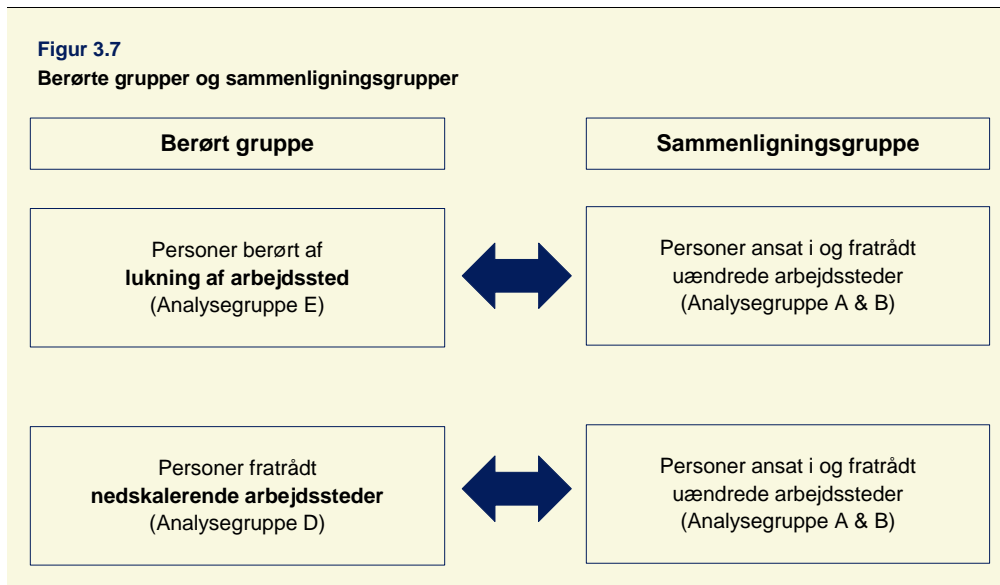 Figur 3.7
Berørte grupper og sammenligningsgrupper
Berørt gruppe
Sammenligningsgruppe
Personer berørt af
lukning af arbejdssted
(Analysegruppe E)
Personer ansat i og fratrådt
uændrede arbejdssteder
(Analysegruppe A & B)
Personer fratrådt
nedskalerende arbejdssteder
(Analysegruppe D)
Personer ansat i og fratrådt
uændrede arbejdssteder
(Analysegruppe A & B)